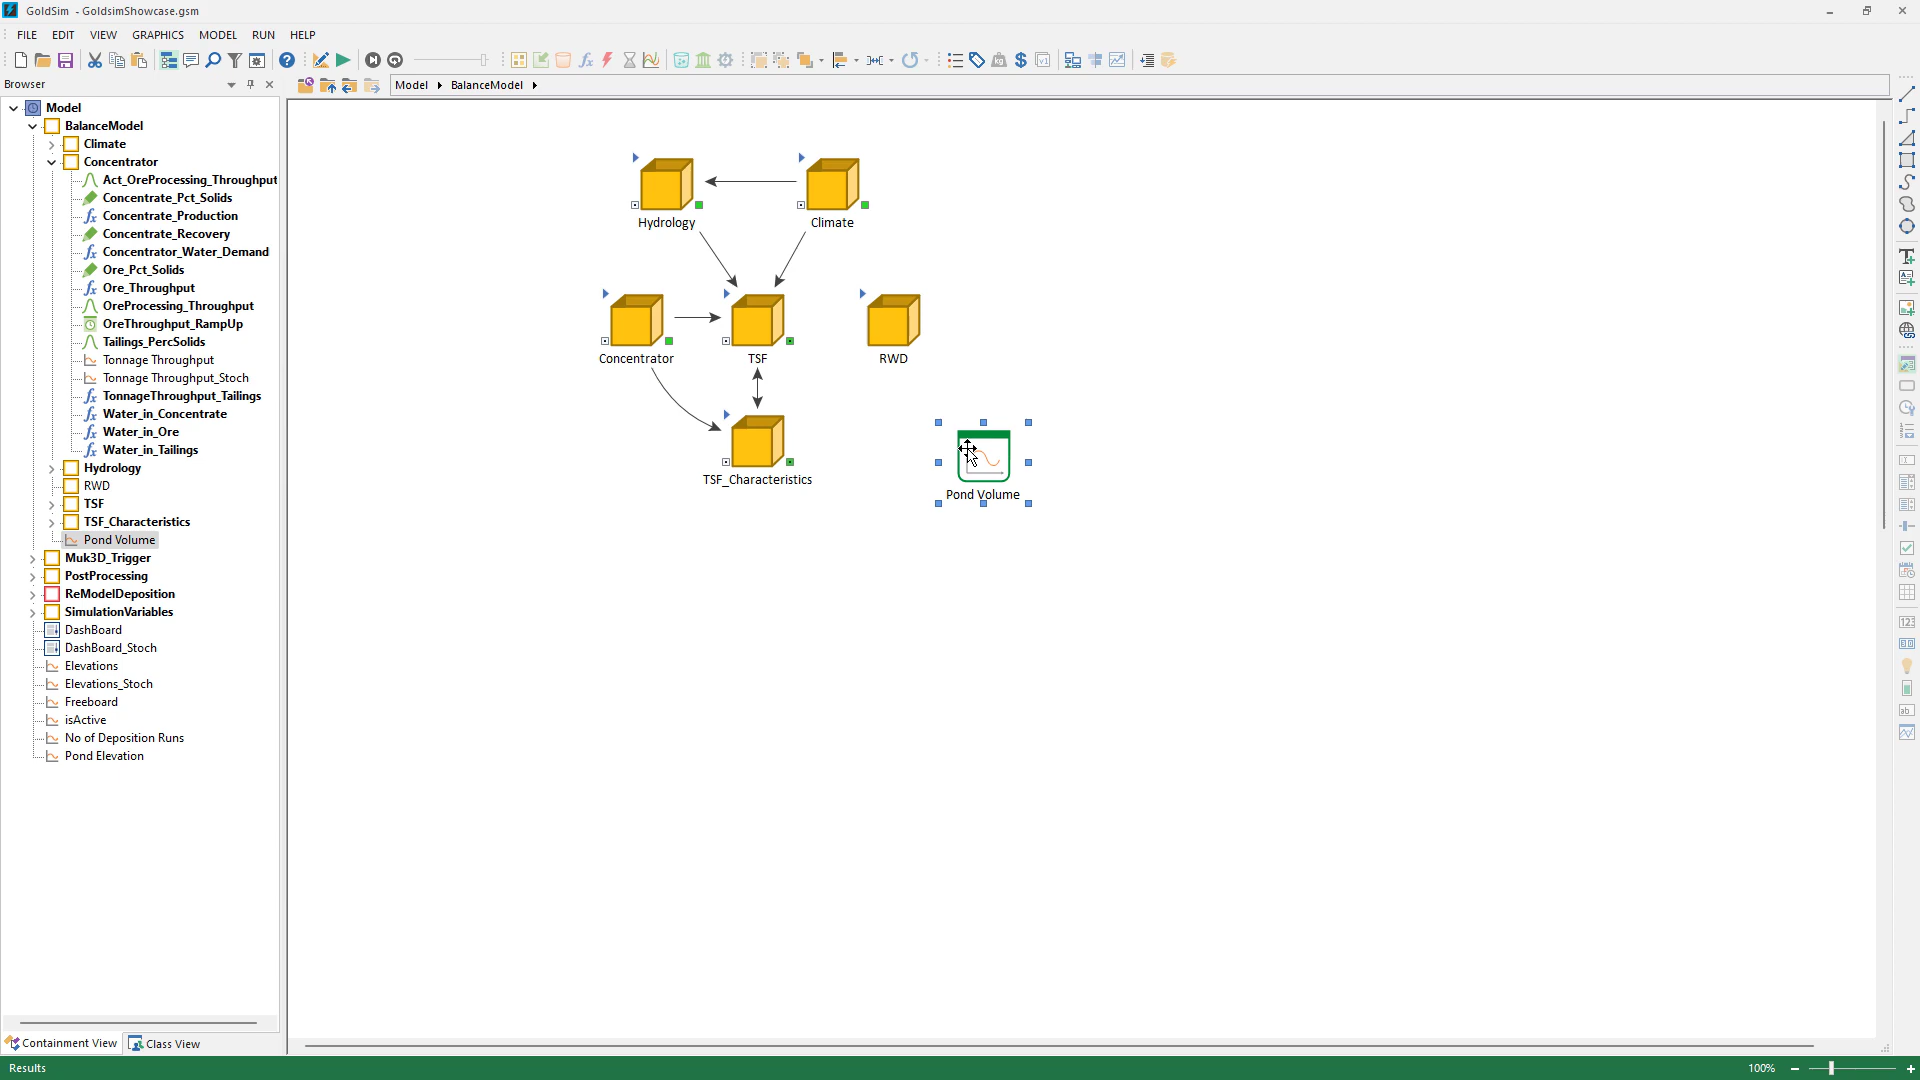 GoldSim - GoldsimShowcase.gsm
FILE EDIT VIEW GRAPHICS MODEL RUN HELP
Browser
Model BalanceModel
Model
BalanceModel
Climate
Concentrator
Act_OreProcessing_Throughput
Concentrate_Pct_Solids
Concentrate_Production
Concentrate_Recovery
Concentrator_Water_Demand
Ore_Pct_Solids
Ore_Throughput
OreProcessing_Throughput
OreThroughput_RampUp
Tailings_PercSolids
Tonnage Throughput
Tonnage Throughput_Stoch
TonnageThroughput_Tailings
Water_in_Concentrate
Water_in_Ore
Water_in_Tailings
Hydrology
RWD
TSF
TSF_Characteristics
Pond Volume
Muk3D_Trigger
PostProcessing
ReModelDeposition
SimulationVariables
DashBoard
DashBoard_Stoch
Elevations
Elevations_Stoch
Freeboard
isActive
No of Deposition Runs
Pond Elevation
Containment View Class View
Hydrology Climate
Concentrator TSF RWD
TSF_Characteristics
Pond Volume
Results
100%